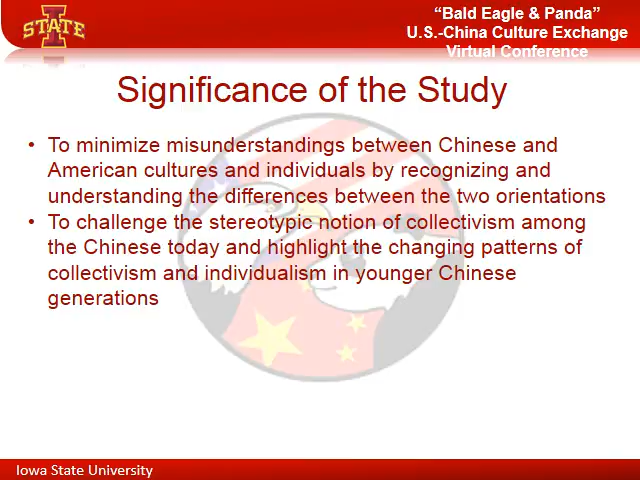 STATE
“Bald Eagle & Panda”
U.S.-China Culture Exchange
Virtual Conference
Significance of the Study
• To minimize misunderstandings between Chinese and
American cultures and individuals by recognizing and
understanding the differences between the two orientations
• To challenge the stereotypic notion of collectivism among
the Chinese today and highlight the changing patterns of
collectivism and individualism in younger Chinese
generations
Iowa State University